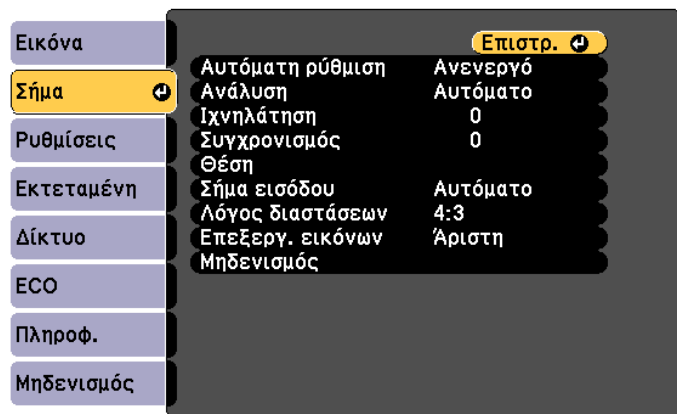 Εικόνα
Σήμα
Ρυθμίσεις
Εκτεταμένη
Δίκτυο
ECO
Πληροφ.
Μηδενισμός
Επιστρ.
Αυτόματη ρύθμιση Ανενεργό
Ανάλυση Αυτόματο
Ιχνηλάτηση 0
Συγχρονισμός 0
Θέση
Σήμα εισόδου Αυτόματο
Λόγος διαστάσεων 4:3
Επεξεργ. εικόνων Άριστη
Μηδενισμός